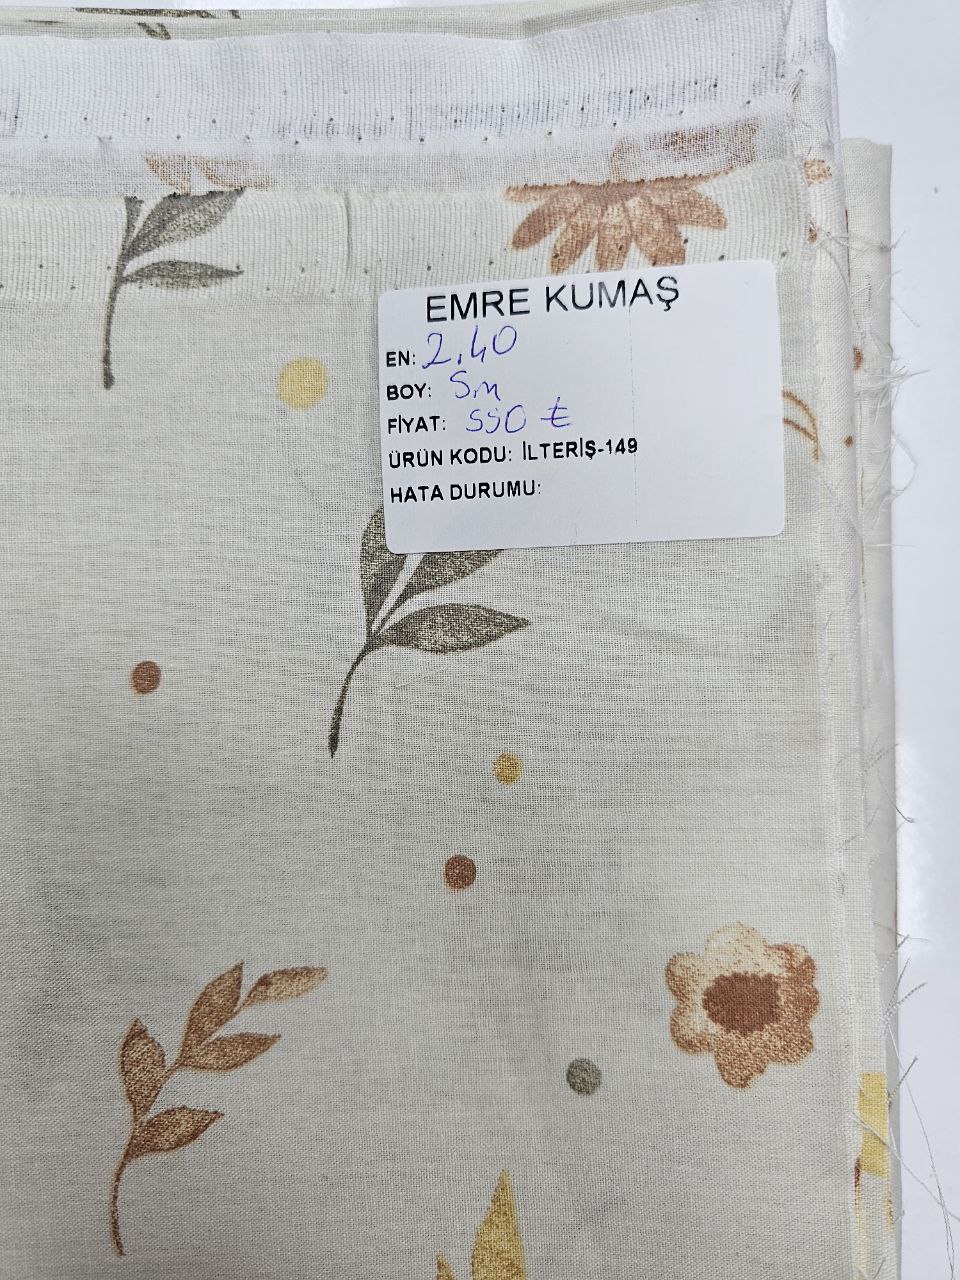 EMRE KUMAŞ
EN: 2.40
BOY: 5m
FİYAT: 550 ₺
ÜRÜN KODU: İLTERİŞ-149
HATA DURUMU: